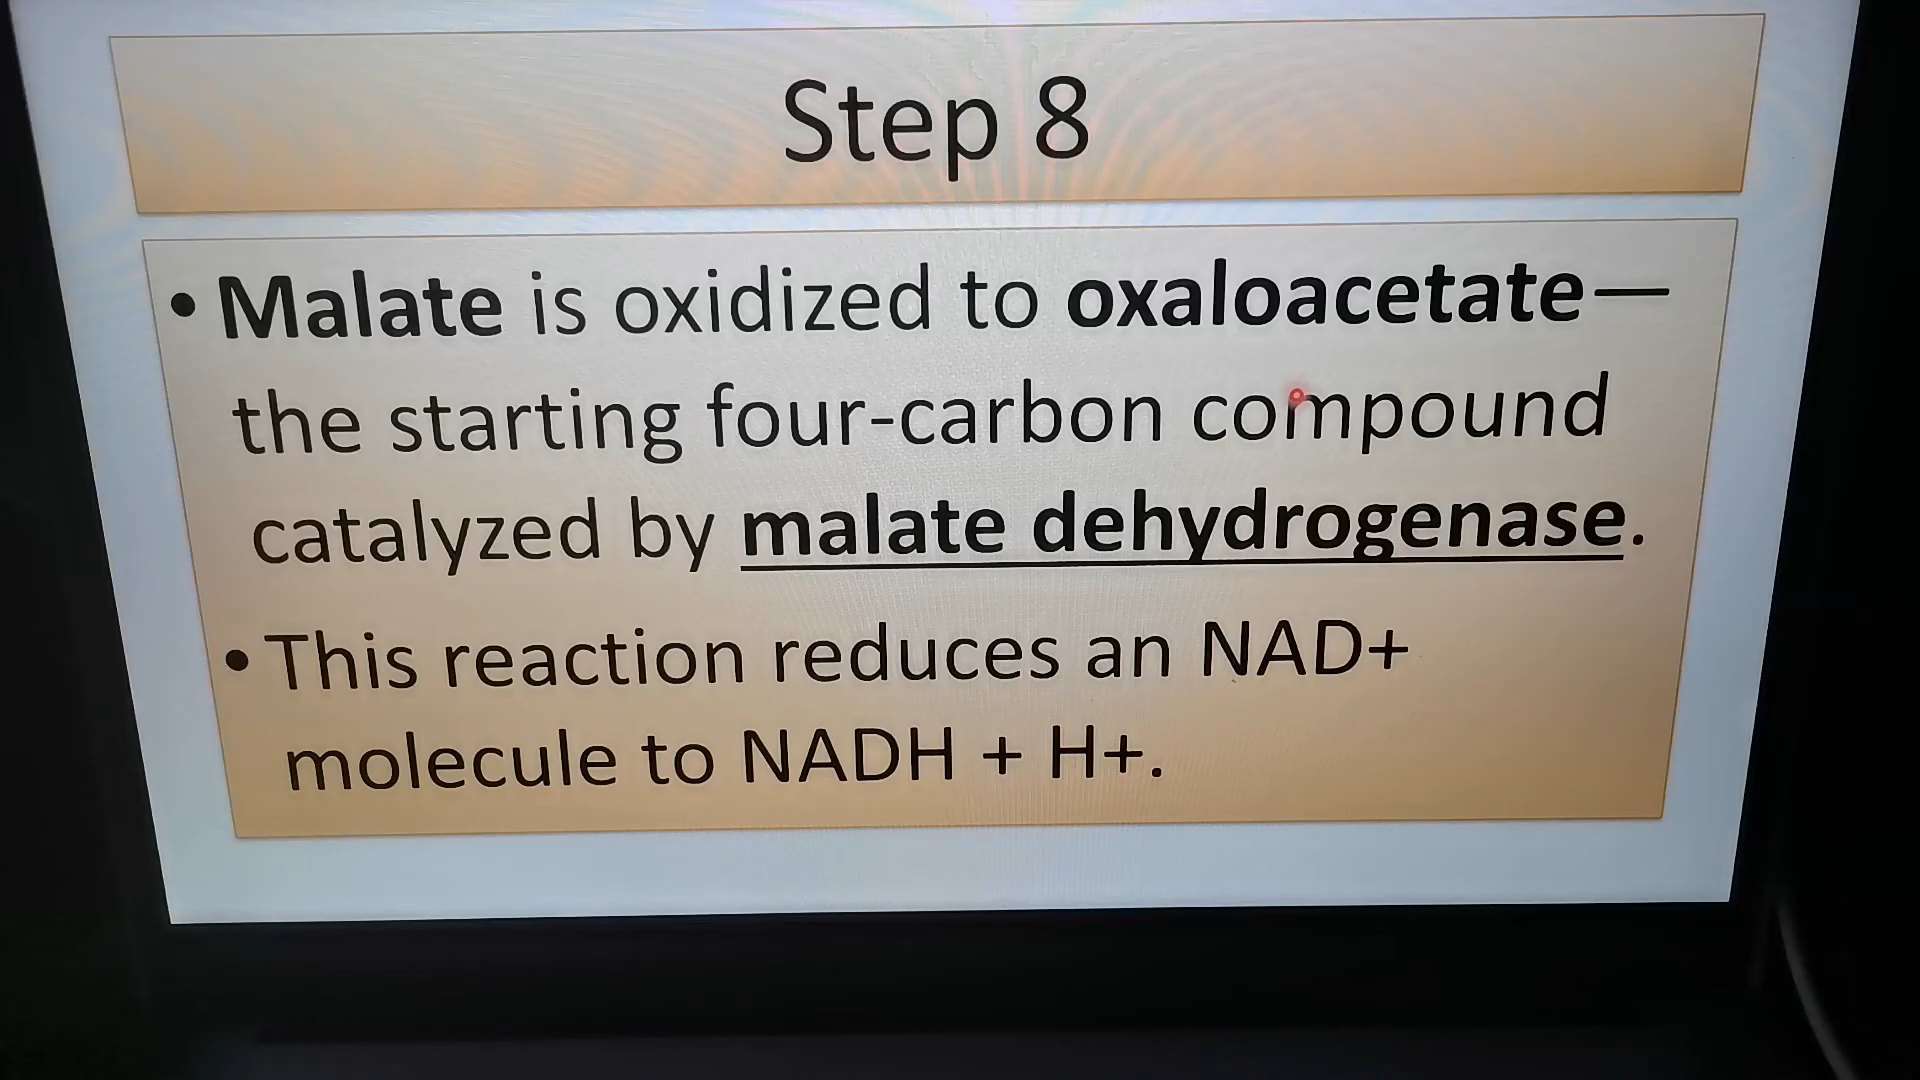 Step 8
• Malate is oxidized to oxaloacetate—
the starting four-carbon compound
catalyzed by malate dehydrogenase.
• This reaction reduces an NAD+
molecule to NADH + H+.